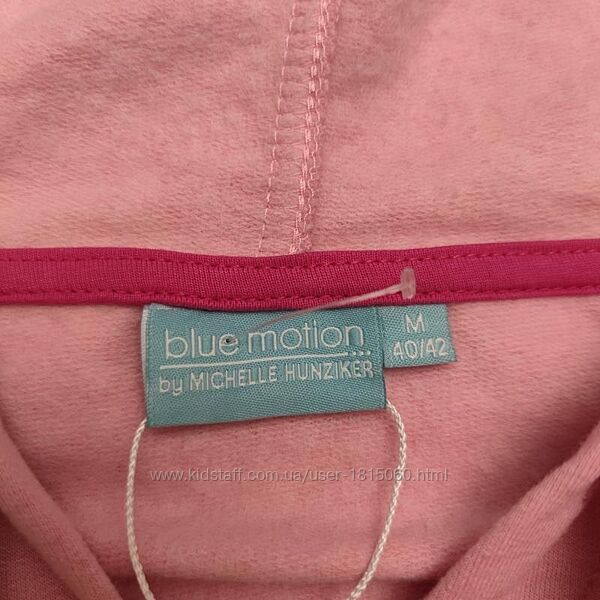 blue motion...
by MICHELLE HUNZIKER
M
40/42
www.kidstaff.com.ua/user-1815060.html